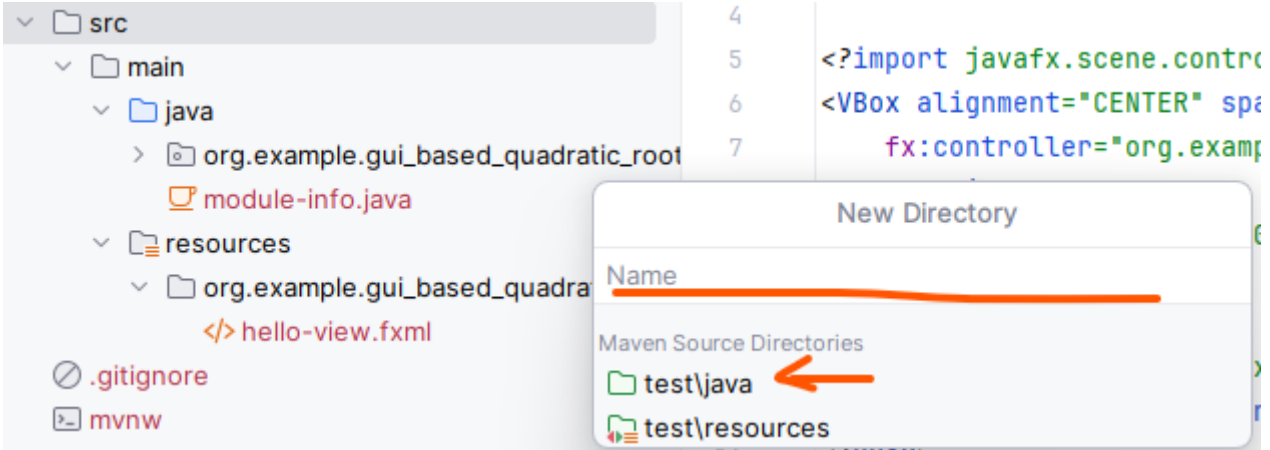 src
main
java
org.example.gui_based_quadratic_root
module-info.java
resources
org.example.gui_based_quadra
hello-view.fxml
.gitignore
mvnw
4
5 <?import javafx.scene.contro
6 <VBox alignment="CENTER" spa
7 fx:controller="org.examp
New Directory
Name
Maven Source Directories
test\java
test\resources